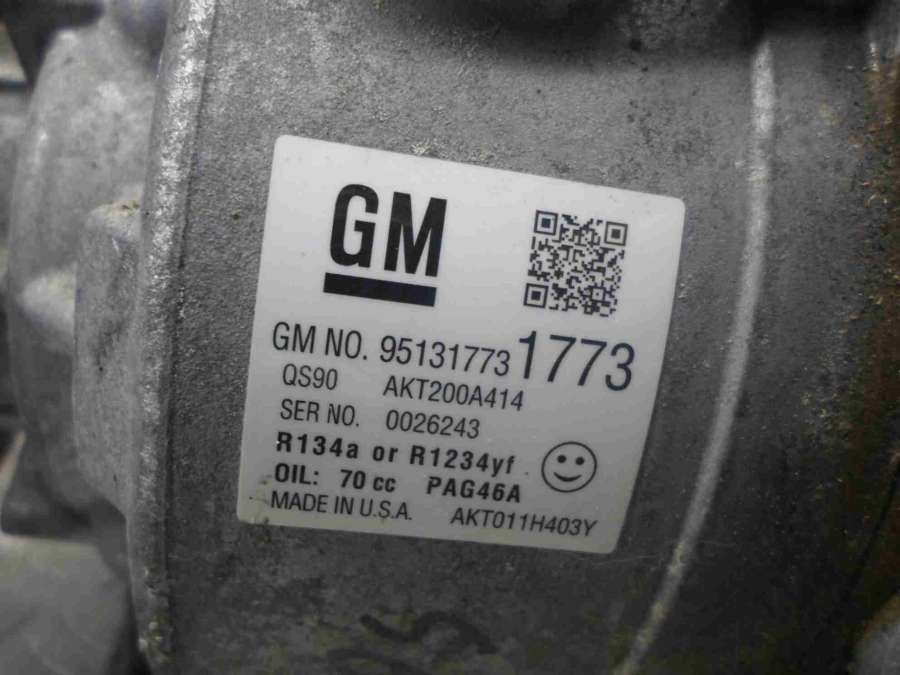 GM
GM NO. 95131773 1773
QS90 AKT200A414
SER NO. 0026243
R134a or R1234yf
OIL: 70 cc PAG46A
MADE IN U.S.A. AKT011H403Y